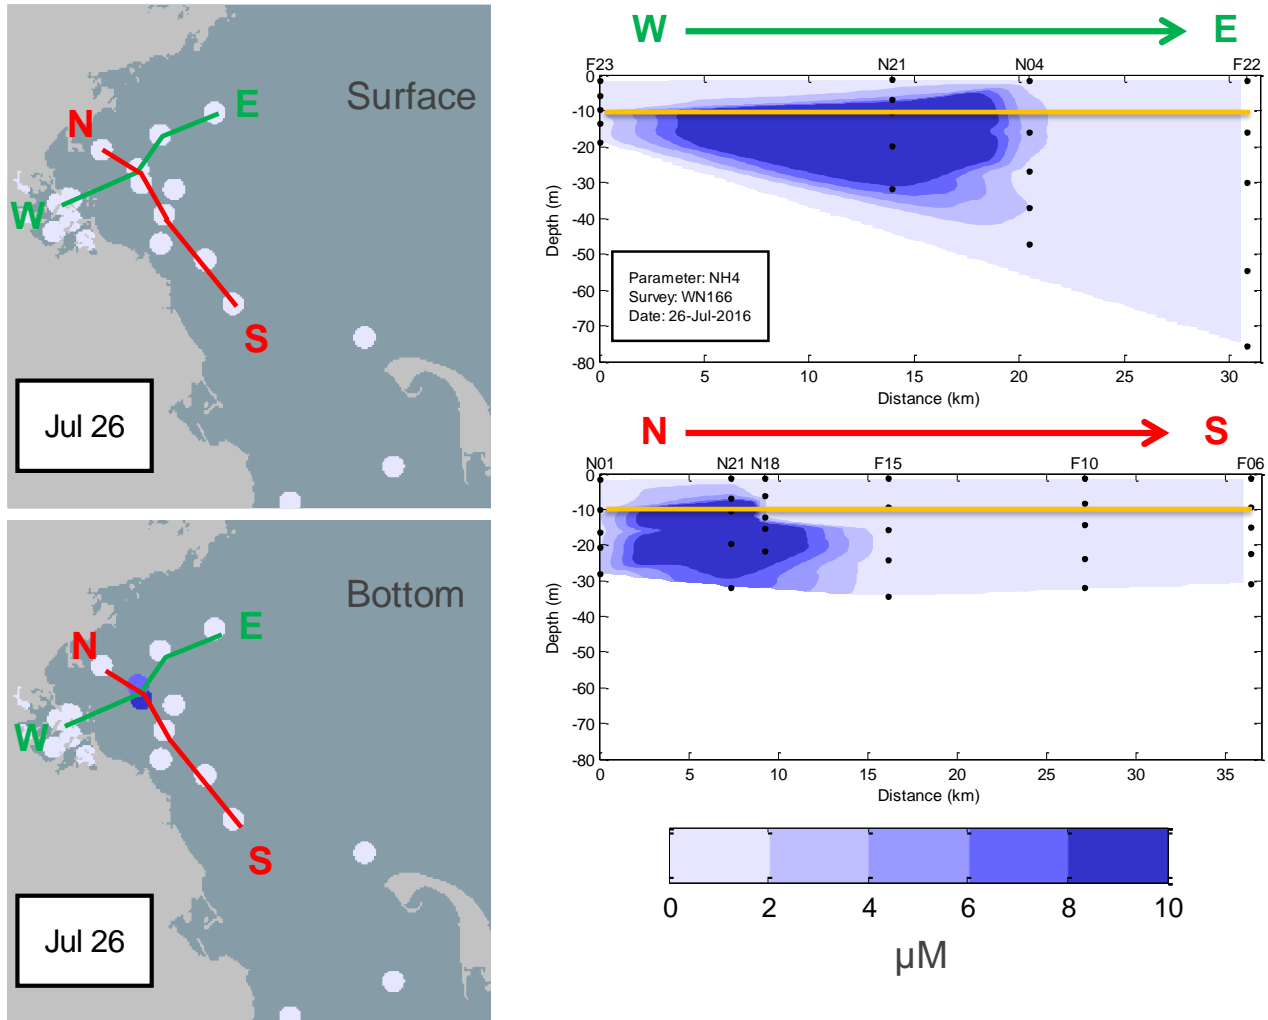 Surface
N
E
W
S
Jul 26
Bottom
N
E
W
S
Jul 26
W E
F23 N21 N04 F22
0
-10
-20
-30
-40
-50
-60
-70
-80
Depth (m)
Parameter: NH4
Survey: WN166
Date: 26-Jul-2016
0 5 10 15 20 25 30
Distance (km)
N S
N01 N21 N18 F15 F10 F06
0
-10
-20
-30
-40
-50
-60
-70
-80
Depth (m)
0 5 10 15 20 25 30 35
Distance (km)
0 2 4 6 8 10
µM